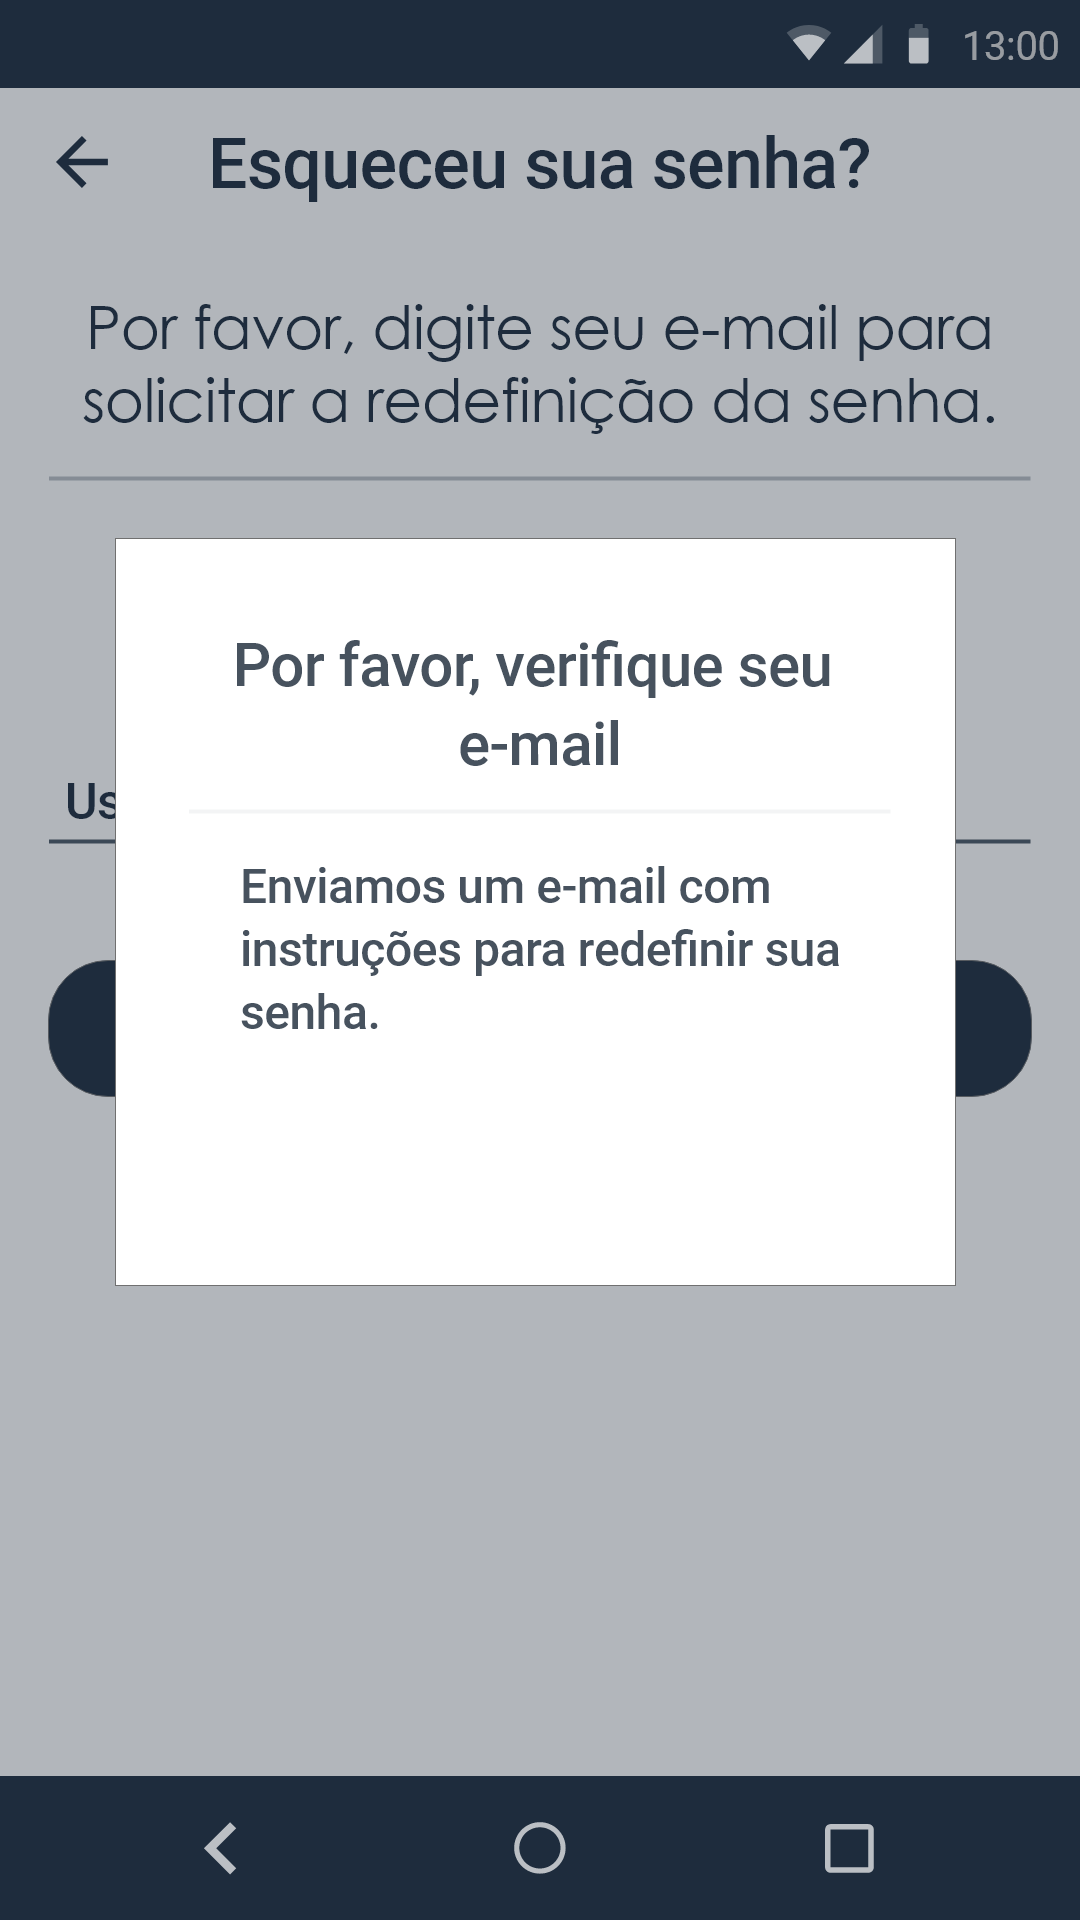 13:00
Esqueceu sua senha?
Por favor, digite seu e-mail para
solicitar a redefinição da senha.
Por favor, verifique seu
e-mail
Us
Enviamos um e-mail com
instruções para redefinir sua
senha.